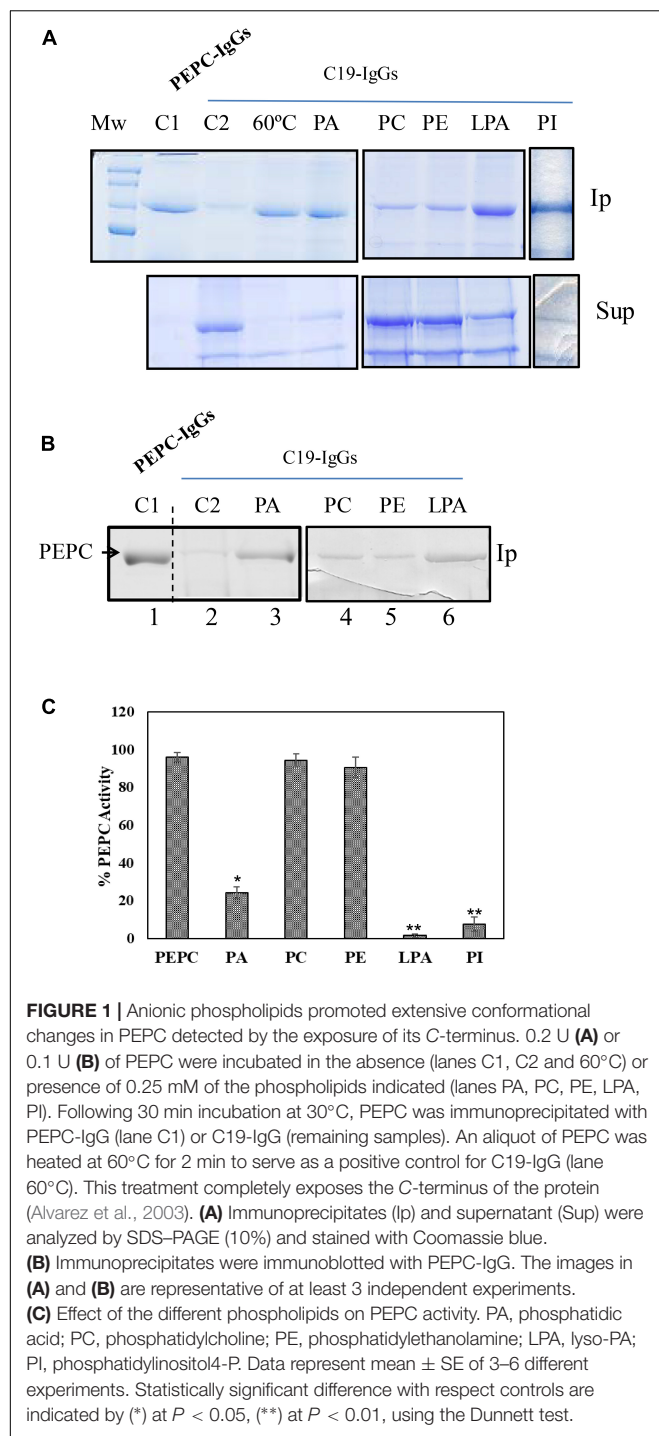 A
PEPC-IgGs
C19-IgGs
Mw C1 C2 60ºC PA PC PE LPA PI
Ip
Sup
B
PEPC-IgGs
C19-IgGs
C1 C2 PA PC PE LPA
PEPC Ip
1 2 3 4 5 6
C
120
100
80
60
40
20
0
% PEPC Activity
*
**
**
PEPC PA PC PE LPA PI
FIGURE 1 | Anionic phospholipids promoted extensive conformational
changes in PEPC detected by the exposure of its C-terminus. 0.2 U (A) or
0.1 U (B) of PEPC were incubated in the absence (lanes C1, C2 and 60°C) or
presence of 0.25 mM of the phospholipids indicated (lanes PA, PC, PE, LPA,
PI). Following 30 min incubation at 30°C, PEPC was immunoprecipitated with
PEPC-IgG (lane C1) or C19-IgG (remaining samples). An aliquot of PEPC was
heated at 60°C for 2 min to serve as a positive control for C19-IgG (lane
60°C). This treatment completely exposes the C-terminus of the protein
(Alvarez et al., 2003). (A) Immunoprecipitates (Ip) and supernatant (Sup) were
analyzed by SDS–PAGE (10%) and stained with Coomassie blue.
(B) Immunoprecipitates were immunoblotted with PEPC-IgG. The images in
(A) and (B) are representative of at least 3 independent experiments.
(C) Effect of the different phospholipids on PEPC activity. PA, phosphatidic
acid; PC, phosphatidylcholine; PE, phosphatidylethanolamine; LPA, lyso-PA;
PI, phosphatidylinositol4-P. Data represent mean ± SE of 3–6 different
experiments. Statistically significant difference with respect controls are
indicated by (*) at P < 0.05, (**) at P < 0.01, using the Dunnett test.